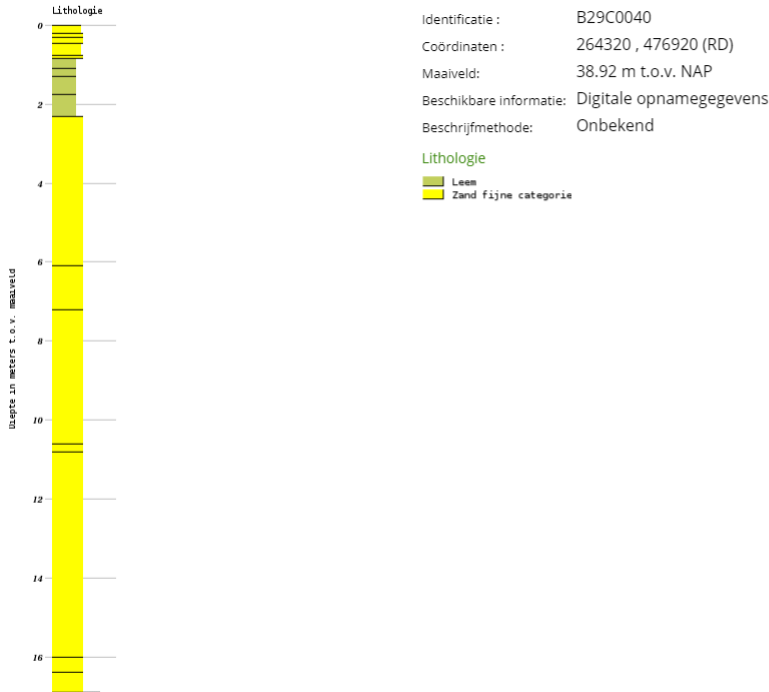 Lithologie
0
2
4
6
8
10
12
14
16
Diepte in meters t.o.v. maaiveld
Identificatie : B29C0040
Coördinaten : 264320 , 476920 (RD)
Maaiveld: 38.92 m t.o.v. NAP
Beschikbare informatie: Digitale opnamegegevens
Beschrijfmethode: Onbekend
Lithologie
Leem
Zand fijne categorie